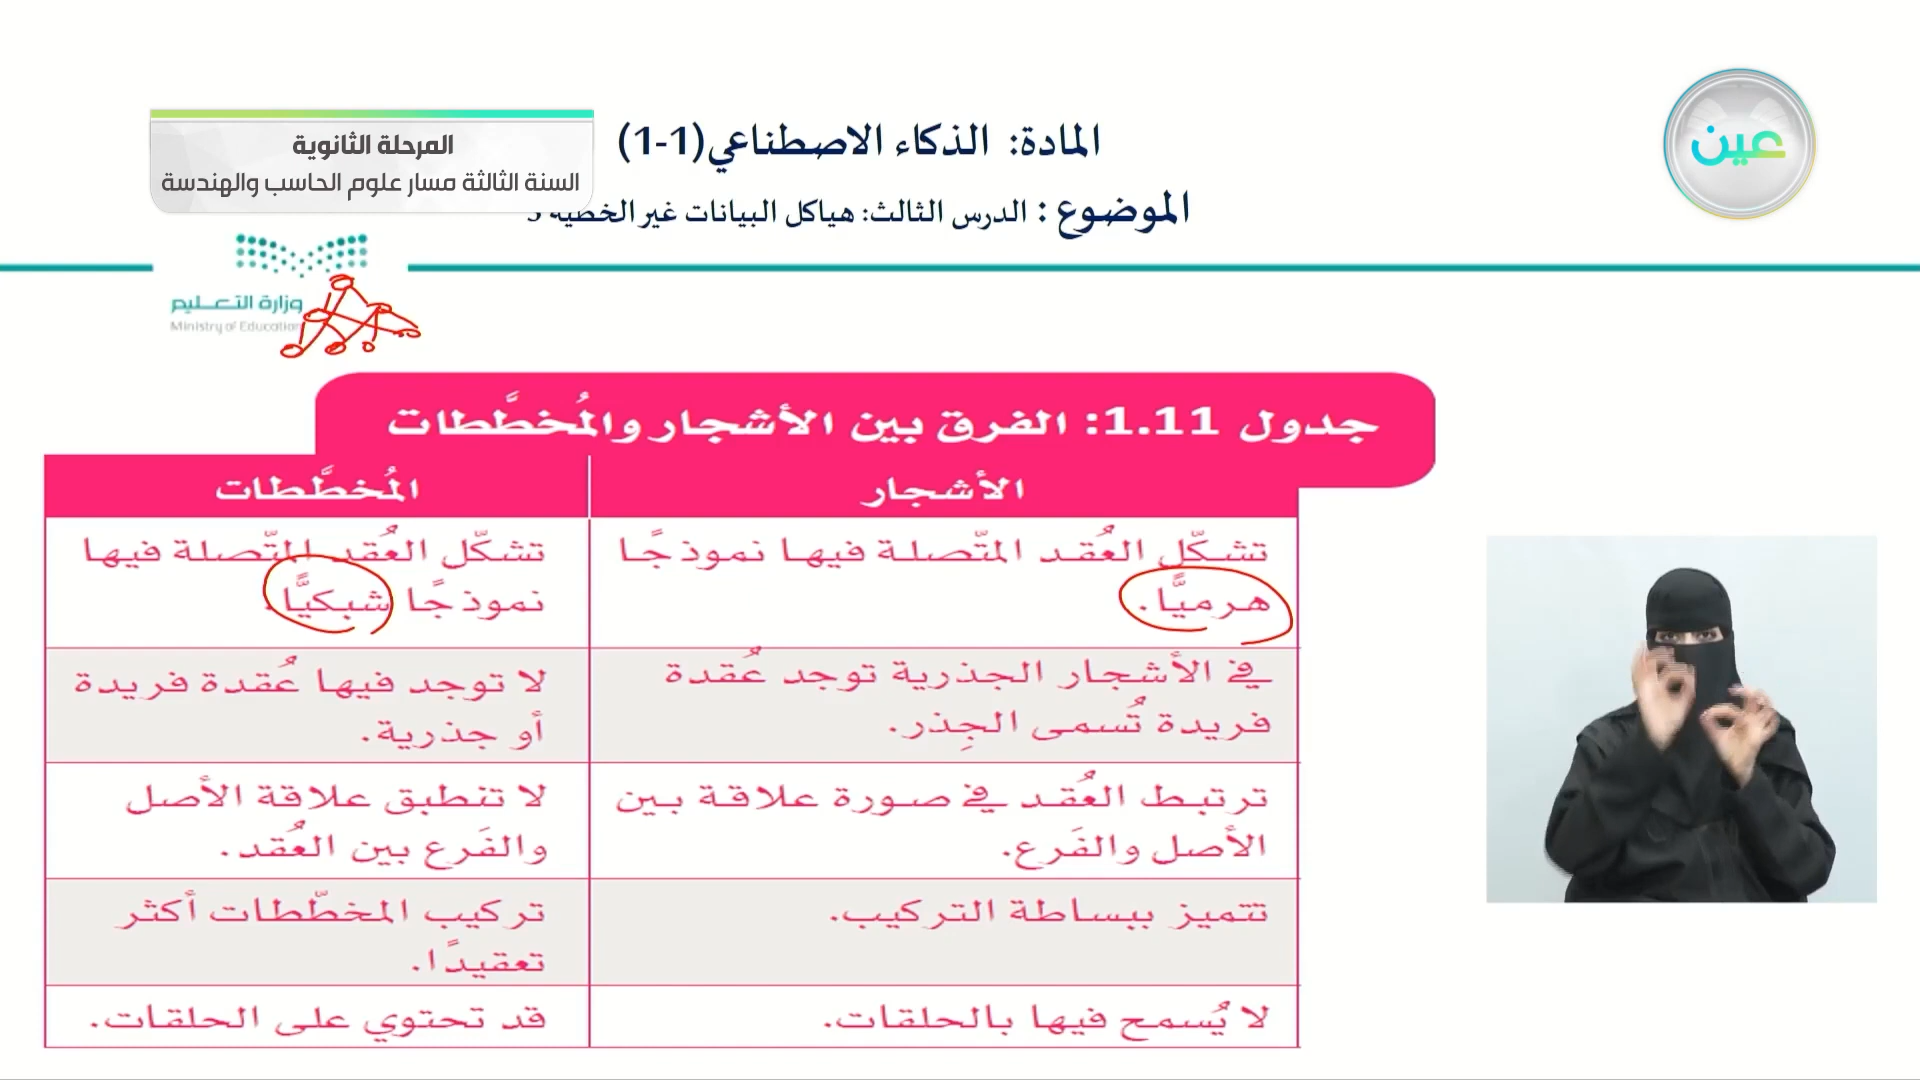 المرحلة الثانوية
السنة الثالثة مسار علوم الحاسب والهندسة
المادة: الذكاء الاصطناعي(1-1)
الموضوع : الدرس الثالث: هياكل البيانات غير الخطية 3
عين
وزارة التعليم
Ministry of Education
جدول 1.11: الفرق بين الأشجار والمُخطَّطات
الأشجار
المُخطَّطات
تشكّل العُقد المتّصلة فيها نموذجًا
هرميًّا.
تشكّل العُقد المتّصلة فيها
نموذجًا شبكيًّا.
في الأشجار الجذرية توجد عُقدة
فريدة تُسمى الجِذر.
لا توجد فيها عُقدة فريدة
أو جذرية.
ترتبط العُقد في صورة علاقة بين
الأصل والفَرع.
لا تنطبق علاقة الأصل
والفَرع بين العُقد.
تتميز ببساطة التركيب.
تركيب المخطّطات أكثر
تعقيدًا.
لا يُسمح فيها بالحلقات.
قد تحتوي على الحلقات.